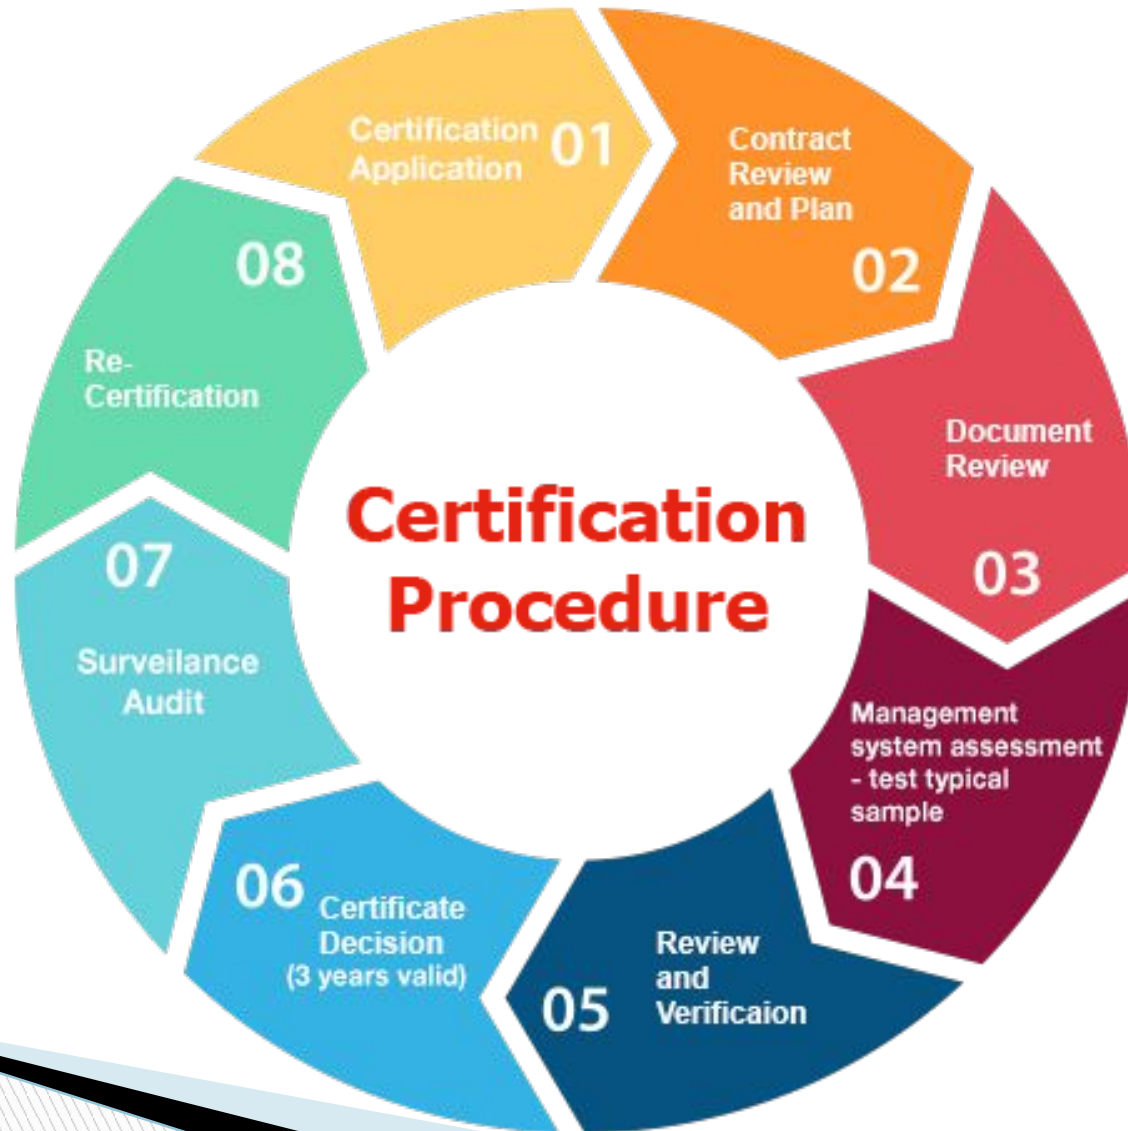 Certification
Application
01
Contract
Review
and Plan
02
Document
Review
03
Management
system assessment
- test typical
sample
04
Review
and
Verificaion
05
06
Certificate
Decision
(3 years valid)
07
Surveilance
Audit
08
Re-
Certification
Certification
Procedure